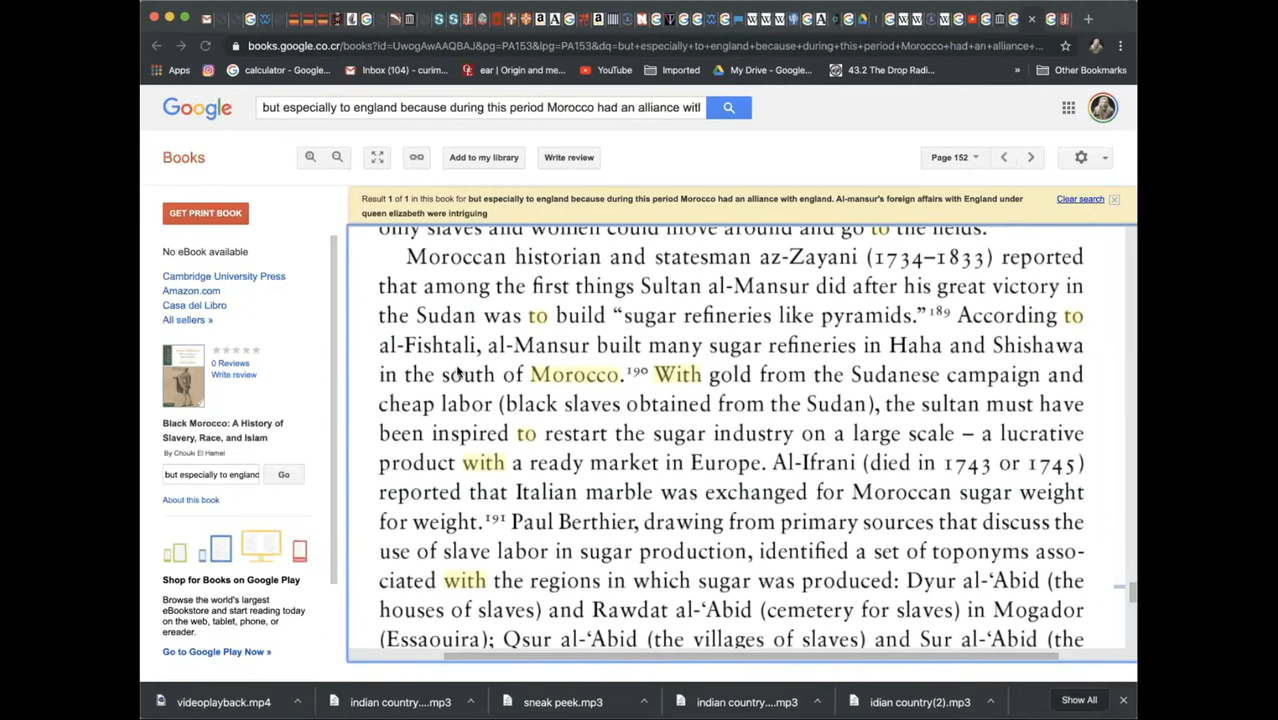 books.google.co.cr/books?id=UwogAwAAQBAJ&pg=PA153&lpg=PA153&dq=but+especially+to+england+because+during+this+period+Morocco+had+an+alliance+...
Apps
calculator - Google...
Inbox (104) - curim...
ear | Origin and me...
YouTube
Imported
My Drive - Google...
43.2 The Drop Radi...
»
Other Bookmarks
Google
but especially to england because during this period Morocco had an alliance with
Books
Add to my library
Write review
Page 152
Result 1 of 1 in this book for but especially to england because during this period Morocco had an alliance with england. Al-mansur's foreign affairs with England under
queen elizabeth were intriguing
Clear search
GET PRINT BOOK
No eBook available
Cambridge University Press
Amazon.com
Casa del Libro
All sellers »
0 Reviews
Write review
Black Morocco: A History of
Slavery, Race, and Islam
By Chouki El Hamel
but especially to england
Go
About this book
Shop for Books on Google Play
Browse the world's largest
eBookstore and start reading today
on the web, tablet, phone, or
ereader.
Go to Google Play Now »
only slaves and women could move around and go to the fields.
Moroccan historian and statesman az-Zayani (1734–1833) reported
that among the first things Sultan al-Mansur did after his great victory in
the Sudan was to build “sugar refineries like pyramids.”189 According to
al-Fishtali, al-Mansur built many sugar refineries in Haha and Shishawa
in the south of Morocco.190 With gold from the Sudanese campaign and
cheap labor (black slaves obtained from the Sudan), the sultan must have
been inspired to restart the sugar industry on a large scale – a lucrative
product with a ready market in Europe. Al-Ifrani (died in 1743 or 1745)
reported that Italian marble was exchanged for Moroccan sugar weight
for weight.191 Paul Berthier, drawing from primary sources that discuss the
use of slave labor in sugar production, identified a set of toponyms asso-
ciated with the regions in which sugar was produced: Dyur al-‘Abid (the
houses of slaves) and Rawdat al-‘Abid (cemetery for slaves) in Mogador
(Essaouira); Qsur al-‘Abid (the villages of slaves) and Sur al-‘Abid (the
videoplayback.mp4
indian country....mp3
sneak peek.mp3
indian country....mp3
idian country(2).mp3
Show All